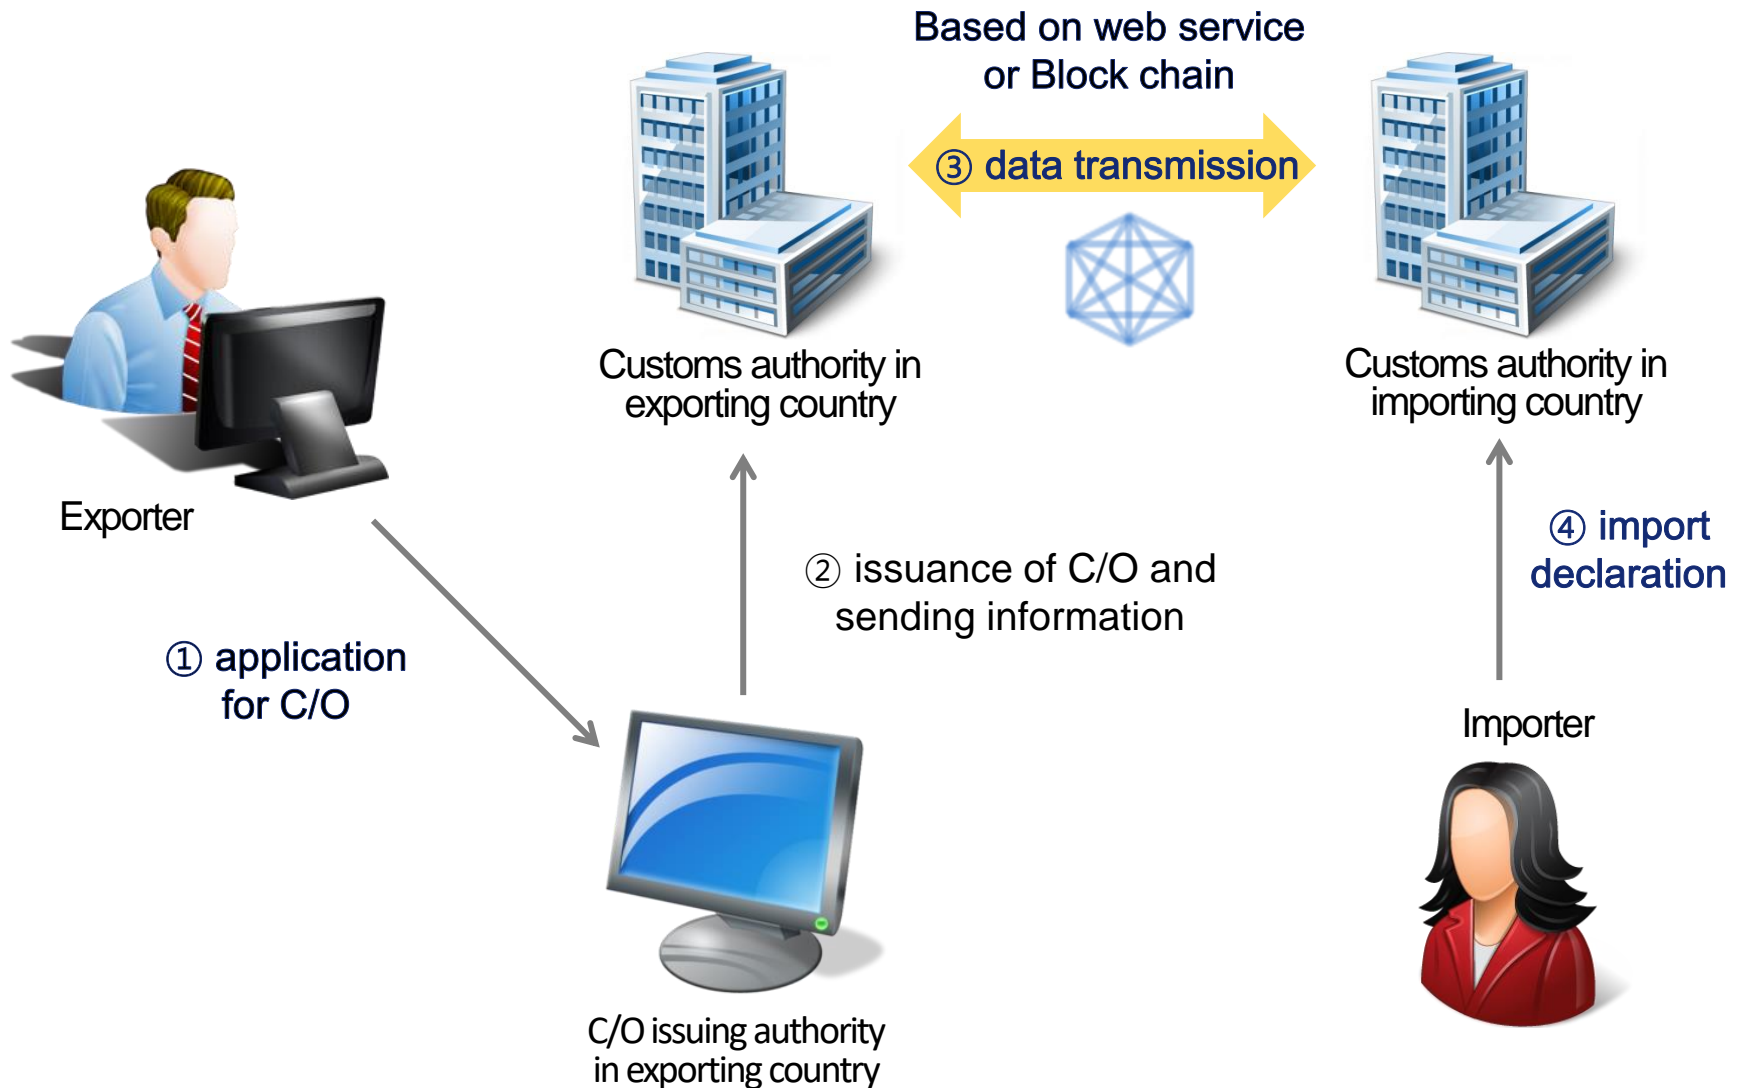 Based on web service
or Block chain
③ data transmission
Customs authority in
exporting country
Customs authority in
importing country
Exporter
④ import
declaration
② issuance of C/O and
sending information
① application
for C/O
Importer
C/O issuing authority
in exporting country